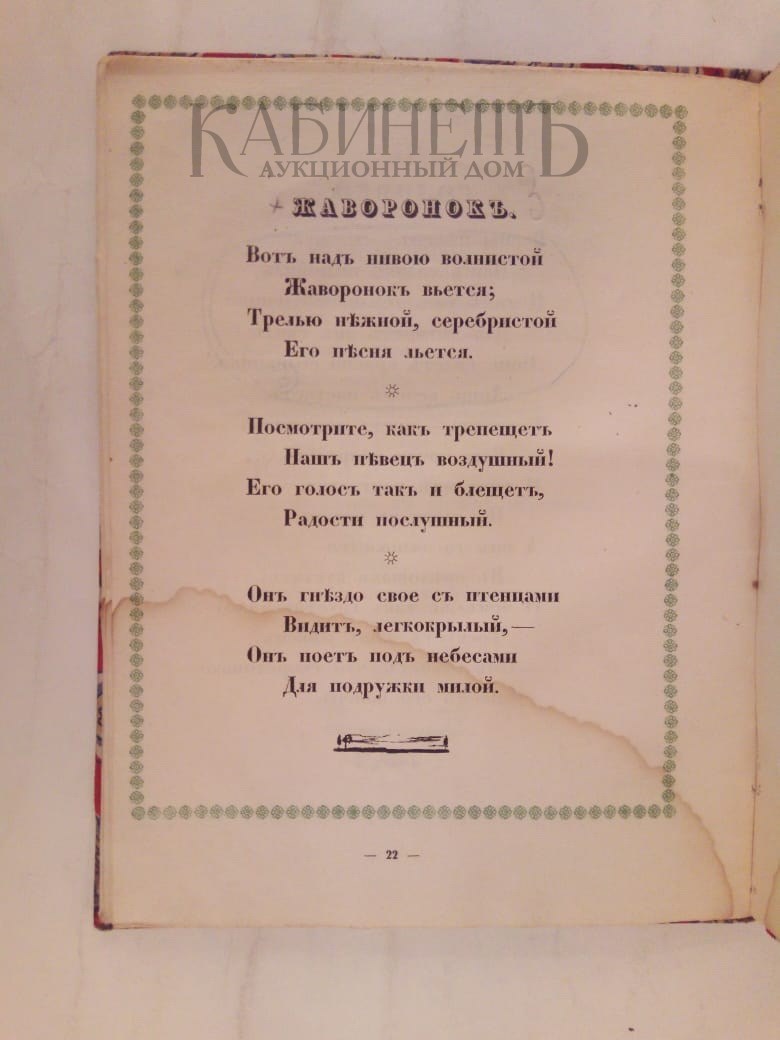 КАБИНЕТЪ
АУКЦИОННЫЙ ДОМ
ЖАВОРОНОКЪ.
Вотъ надъ нивою волнистой
Жаворонокъ вьется;
Трелью нѣжной, серебристой
Его пѣсня льется.
Посмотрите, какъ трепещетъ
Нашъ пѣвецъ воздушный!
Его голосъ такъ и блещетъ,
Радости послушный.
Онъ гнѣздо свое съ птенцами
Видитъ, легкокрылый,—
Онъ поетъ подъ небесами
Для подружки милой.
— 22 —